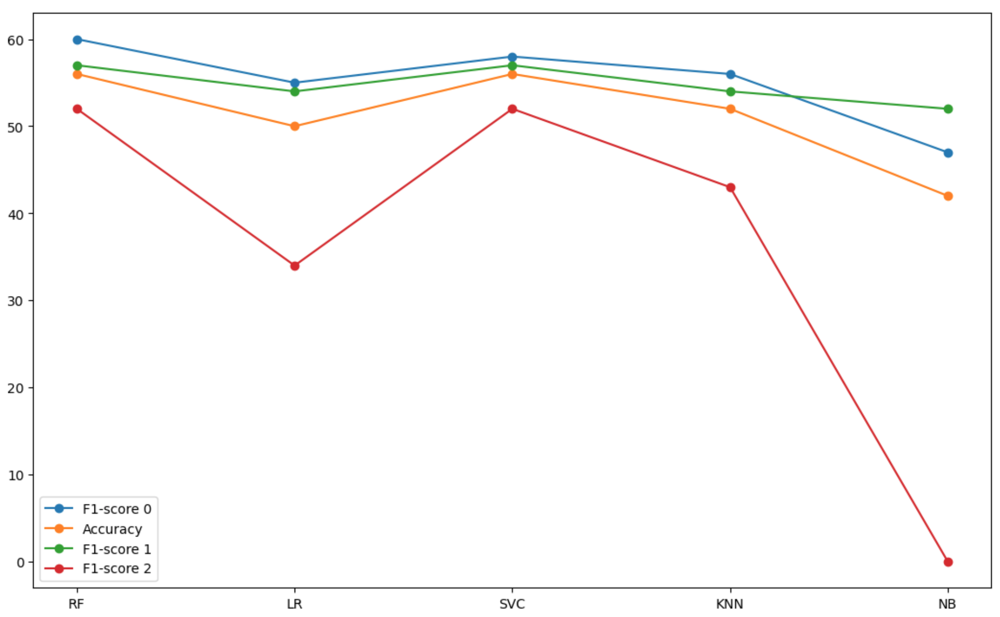 60
50
40
30
20
10
0
F1-score 0
Accuracy
F1-score 1
F1-score 2
RF LR SVC KNN NB